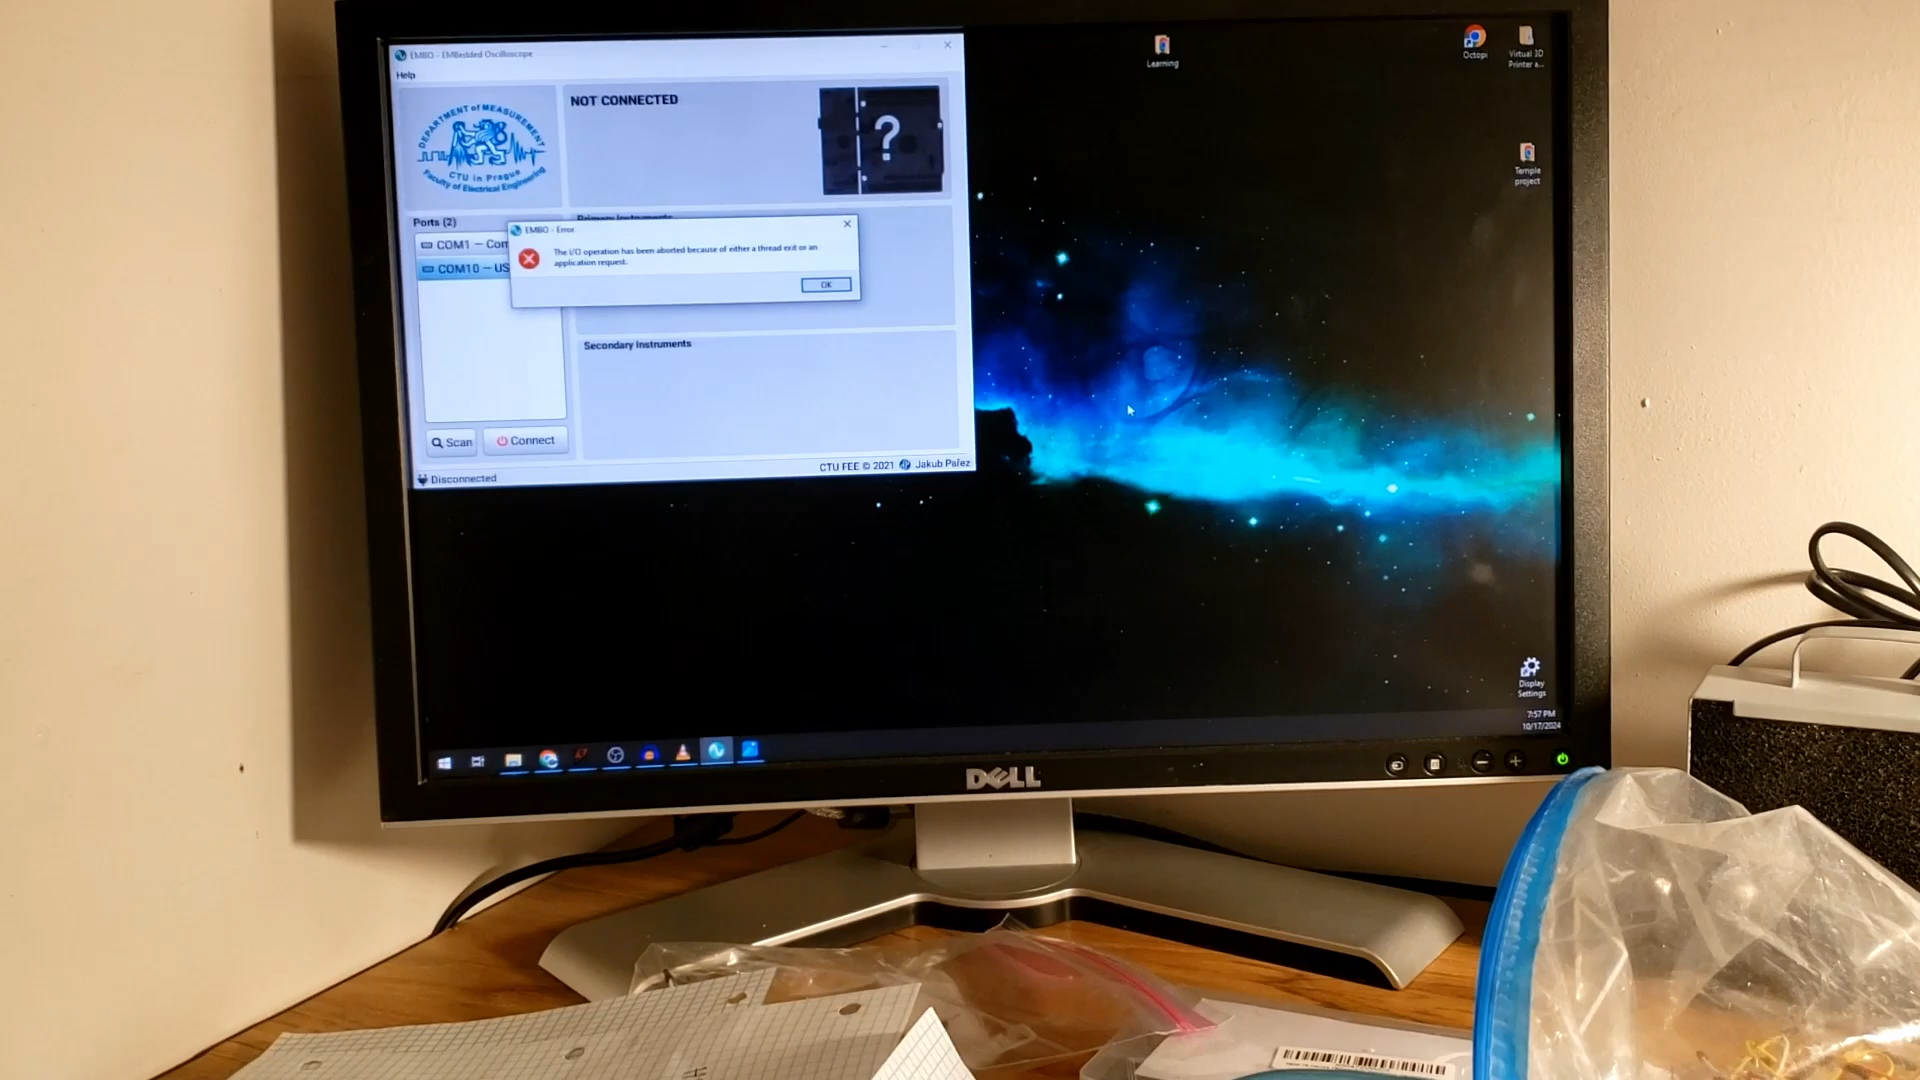 EMBO - EMBedded Oscilloscope
Help
DEPARTMENT of MEASUREMENT
CTU in Prague
Faculty of Electrical Engineering
NOT CONNECTED
?
Ports (2)
Primary Instruments
COM1 – Com
COM10 – US
EMBO - Error
The I/O operation has been aborted because of either a thread exit or an
application request.
OK
Secondary Instruments
Scan
Connect
CTU FEE © 2021 Jakub Pařez
Disconnected
Learning
Octopi
Virtual 3D
Printer a...
Temple
project
Display
Settings
7:57 PM
10/17/2024
DELL